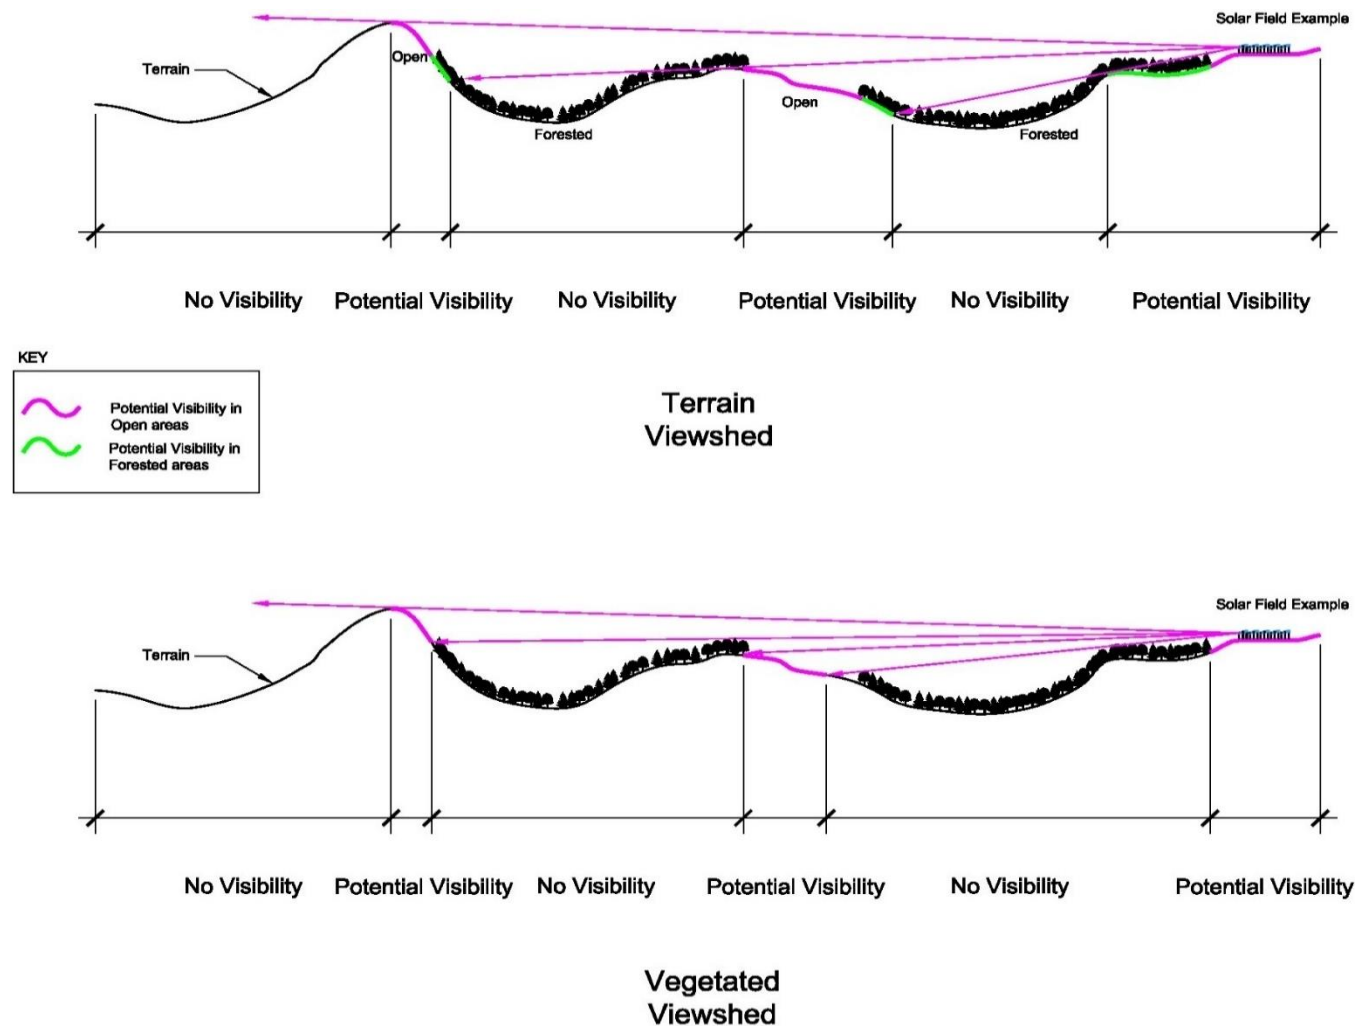 Solar Field Example
Open
Terrain
Open
Forested
Forested
No Visibility
Potential Visibility
No Visibility
Potential Visibility
No Visibility
Potential Visibility
KEY
Potential Visibility in
Open areas
Potential Visibility in
Forested areas
Terrain
Viewshed
Solar Field Example
Terrain
No Visibility
Potential Visibility
No Visibility
Potential Visibility
No Visibility
Potential Visibility
Vegetated
Viewshed